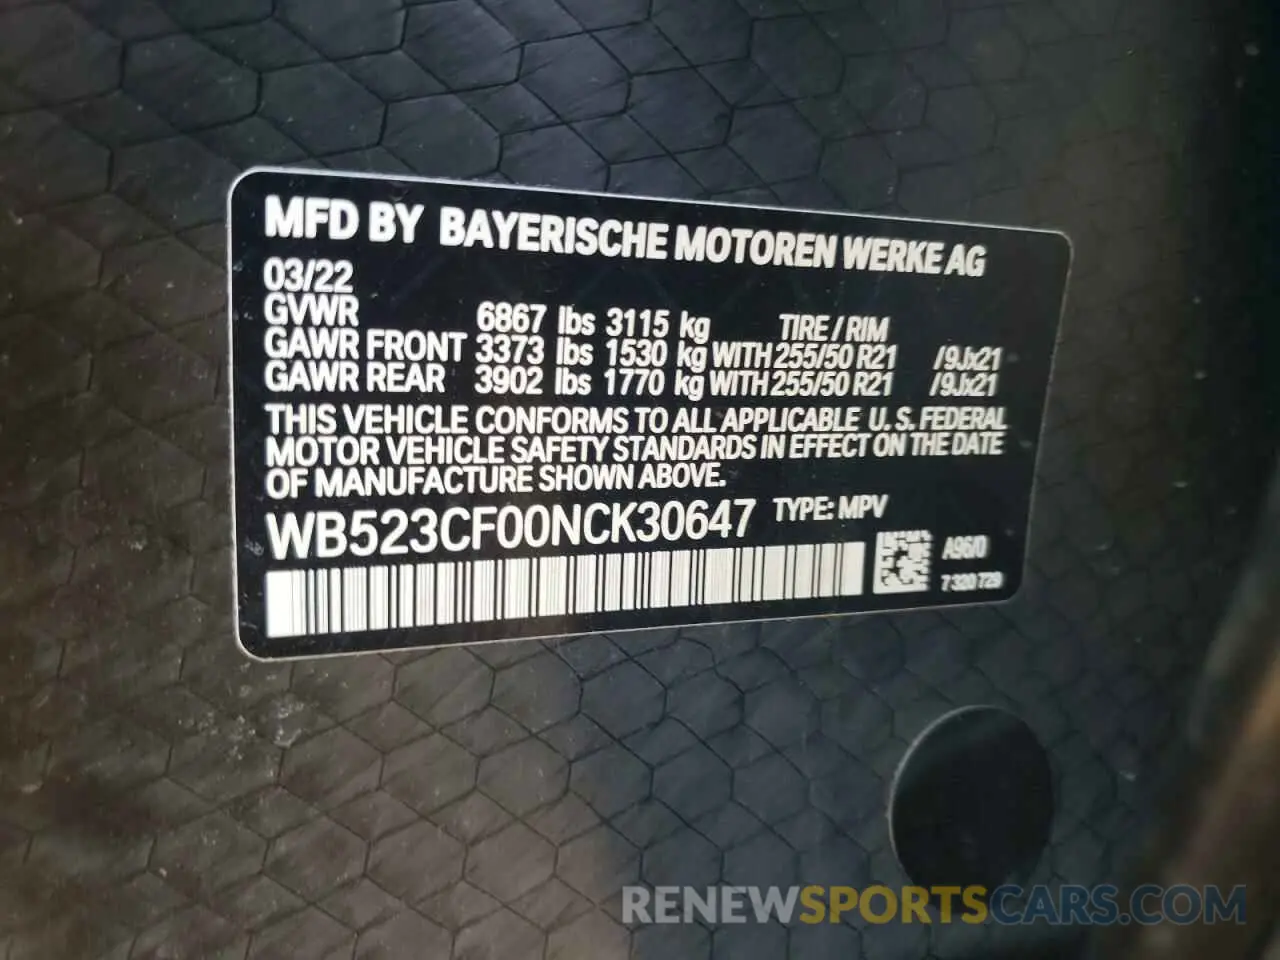 MFD BY BAYERISCHE MOTOREN WERKE AG
03/22
GVWR 6867 lbs 3115 kg TIRE / RIM
GAWR FRONT 3373 lbs 1530 kg WITH 255/50 R21 /9Jx21
GAWR REAR 3902 lbs 1770 kg WITH 255/50 R21 /9Jx21
THIS VEHICLE CONFORMS TO ALL APPLICABLE U.S. FEDERAL
MOTOR VEHICLE SAFETY STANDARDS IN EFFECT ON THE DATE
OF MANUFACTURE SHOWN ABOVE.
WB523CF00NCK30647 TYPE: MPV
A96/0
7 320 729
RENEWSPORTSCARS.COM